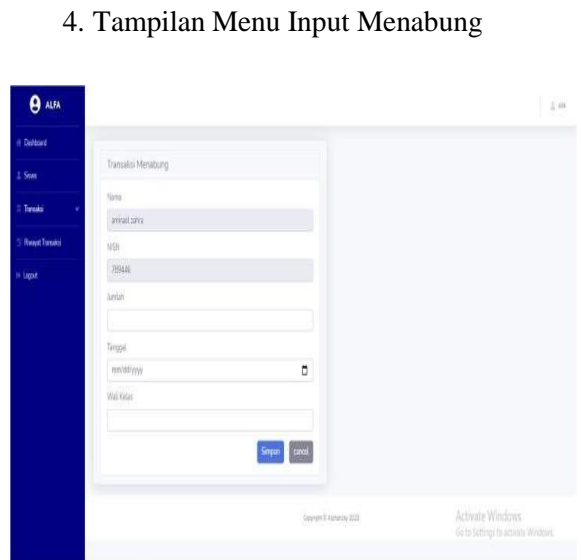 4. Tampilan Menu Input Menabung
ALFA
Dashboard
Siswa
Transaksi
Riwayat Transaksi
Logout
Transaksi Menabung
Nama
NISN
789446
Jumlah
Tanggal
mm/dd/yyyy
Wali Kelas
Simpan
cancel
Copyright ©
Activate Windows
Go to Settings to activate Windows.